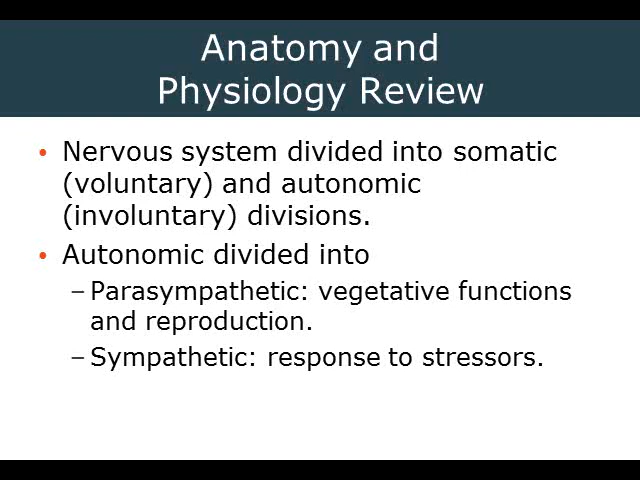 Anatomy and
Physiology Review
• Nervous system divided into somatic
(voluntary) and autonomic
(involuntary) divisions.
• Autonomic divided into
– Parasympathetic: vegetative functions
and reproduction.
– Sympathetic: response to stressors.